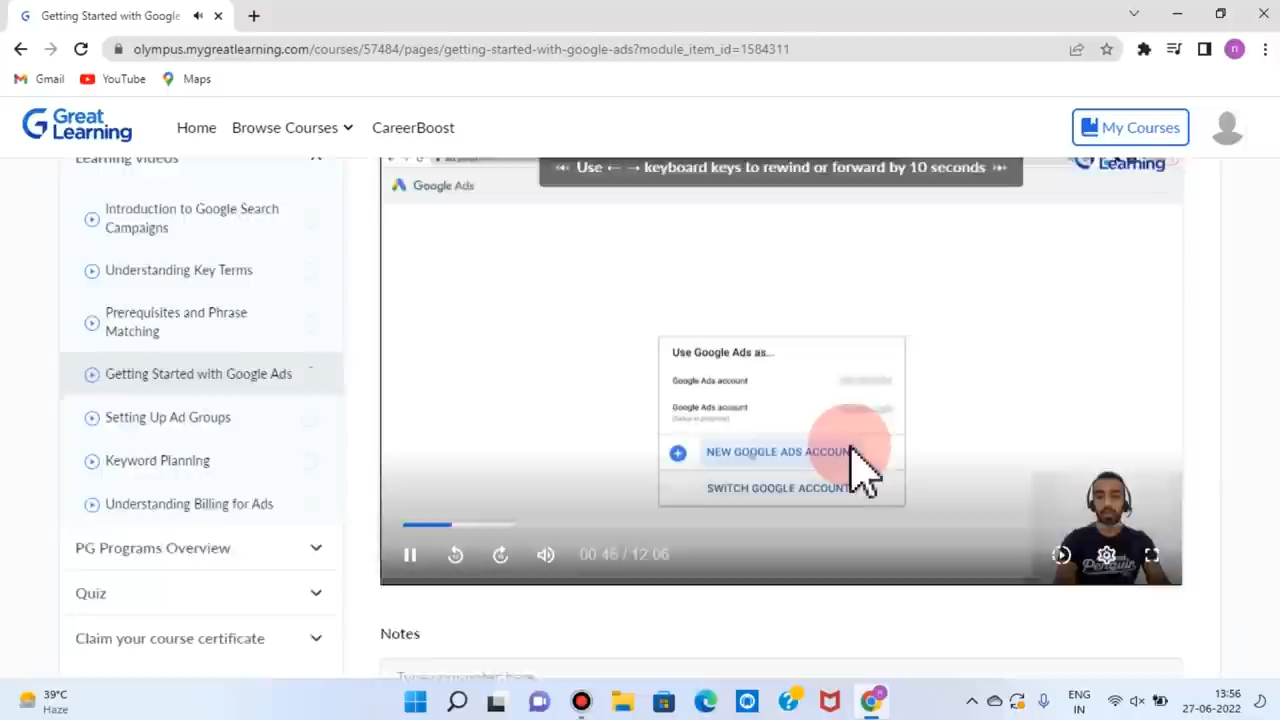 Getting Started with Google
olympus.mygreatlearning.com/courses/57484/pages/getting-started-with-google-ads?module_item_id=1584311
n
Gmail
YouTube
Maps
Great
Learning
Home
Browse Courses
CareerBoost
My Courses
Learning Videos
Use ← → keyboard keys to rewind or forward by 10 seconds
Learning
Google Ads
Introduction to Google Search
Campaigns
Understanding Key Terms
Prerequisites and Phrase
Matching
Getting Started with Google Ads
Setting Up Ad Groups
Keyword Planning
Understanding Billing for Ads
PG Programs Overview
Quiz
Claim your course certificate
Use Google Ads as...
Google Ads account
Google Ads account
(Setup in progress)
NEW GOOGLE ADS ACCOUNT
SWITCH GOOGLE ACCOUNT
00:46 / 12:06
Penguin
Notes
39°C
Haze
ENG
IN
13:56
27-06-2022